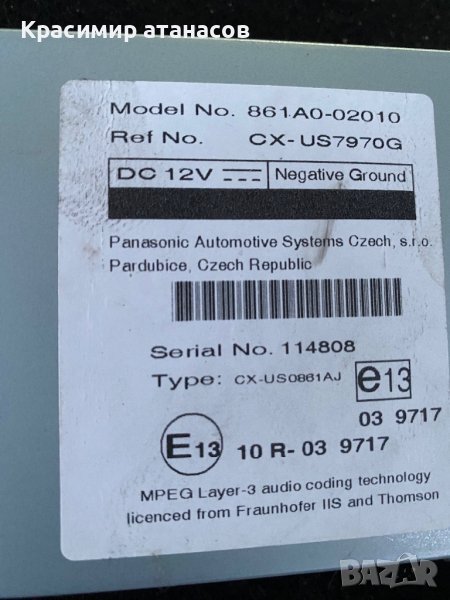 Красимир атанасов
Model No. 861A0-02010
Ref No. CX-US7970G
DC 12V Negative Ground
Panasonic Automotive Systems Czech, s.r.o.
Pardubice, Czech Republic
Serial No. 114808
Type: CX-US0861AJ e13
03 9717
E13 10 R- 03 9717
MPEG Layer-3 audio coding technology
licenced from Fraunhofer IIS and Thomson
BAZAR